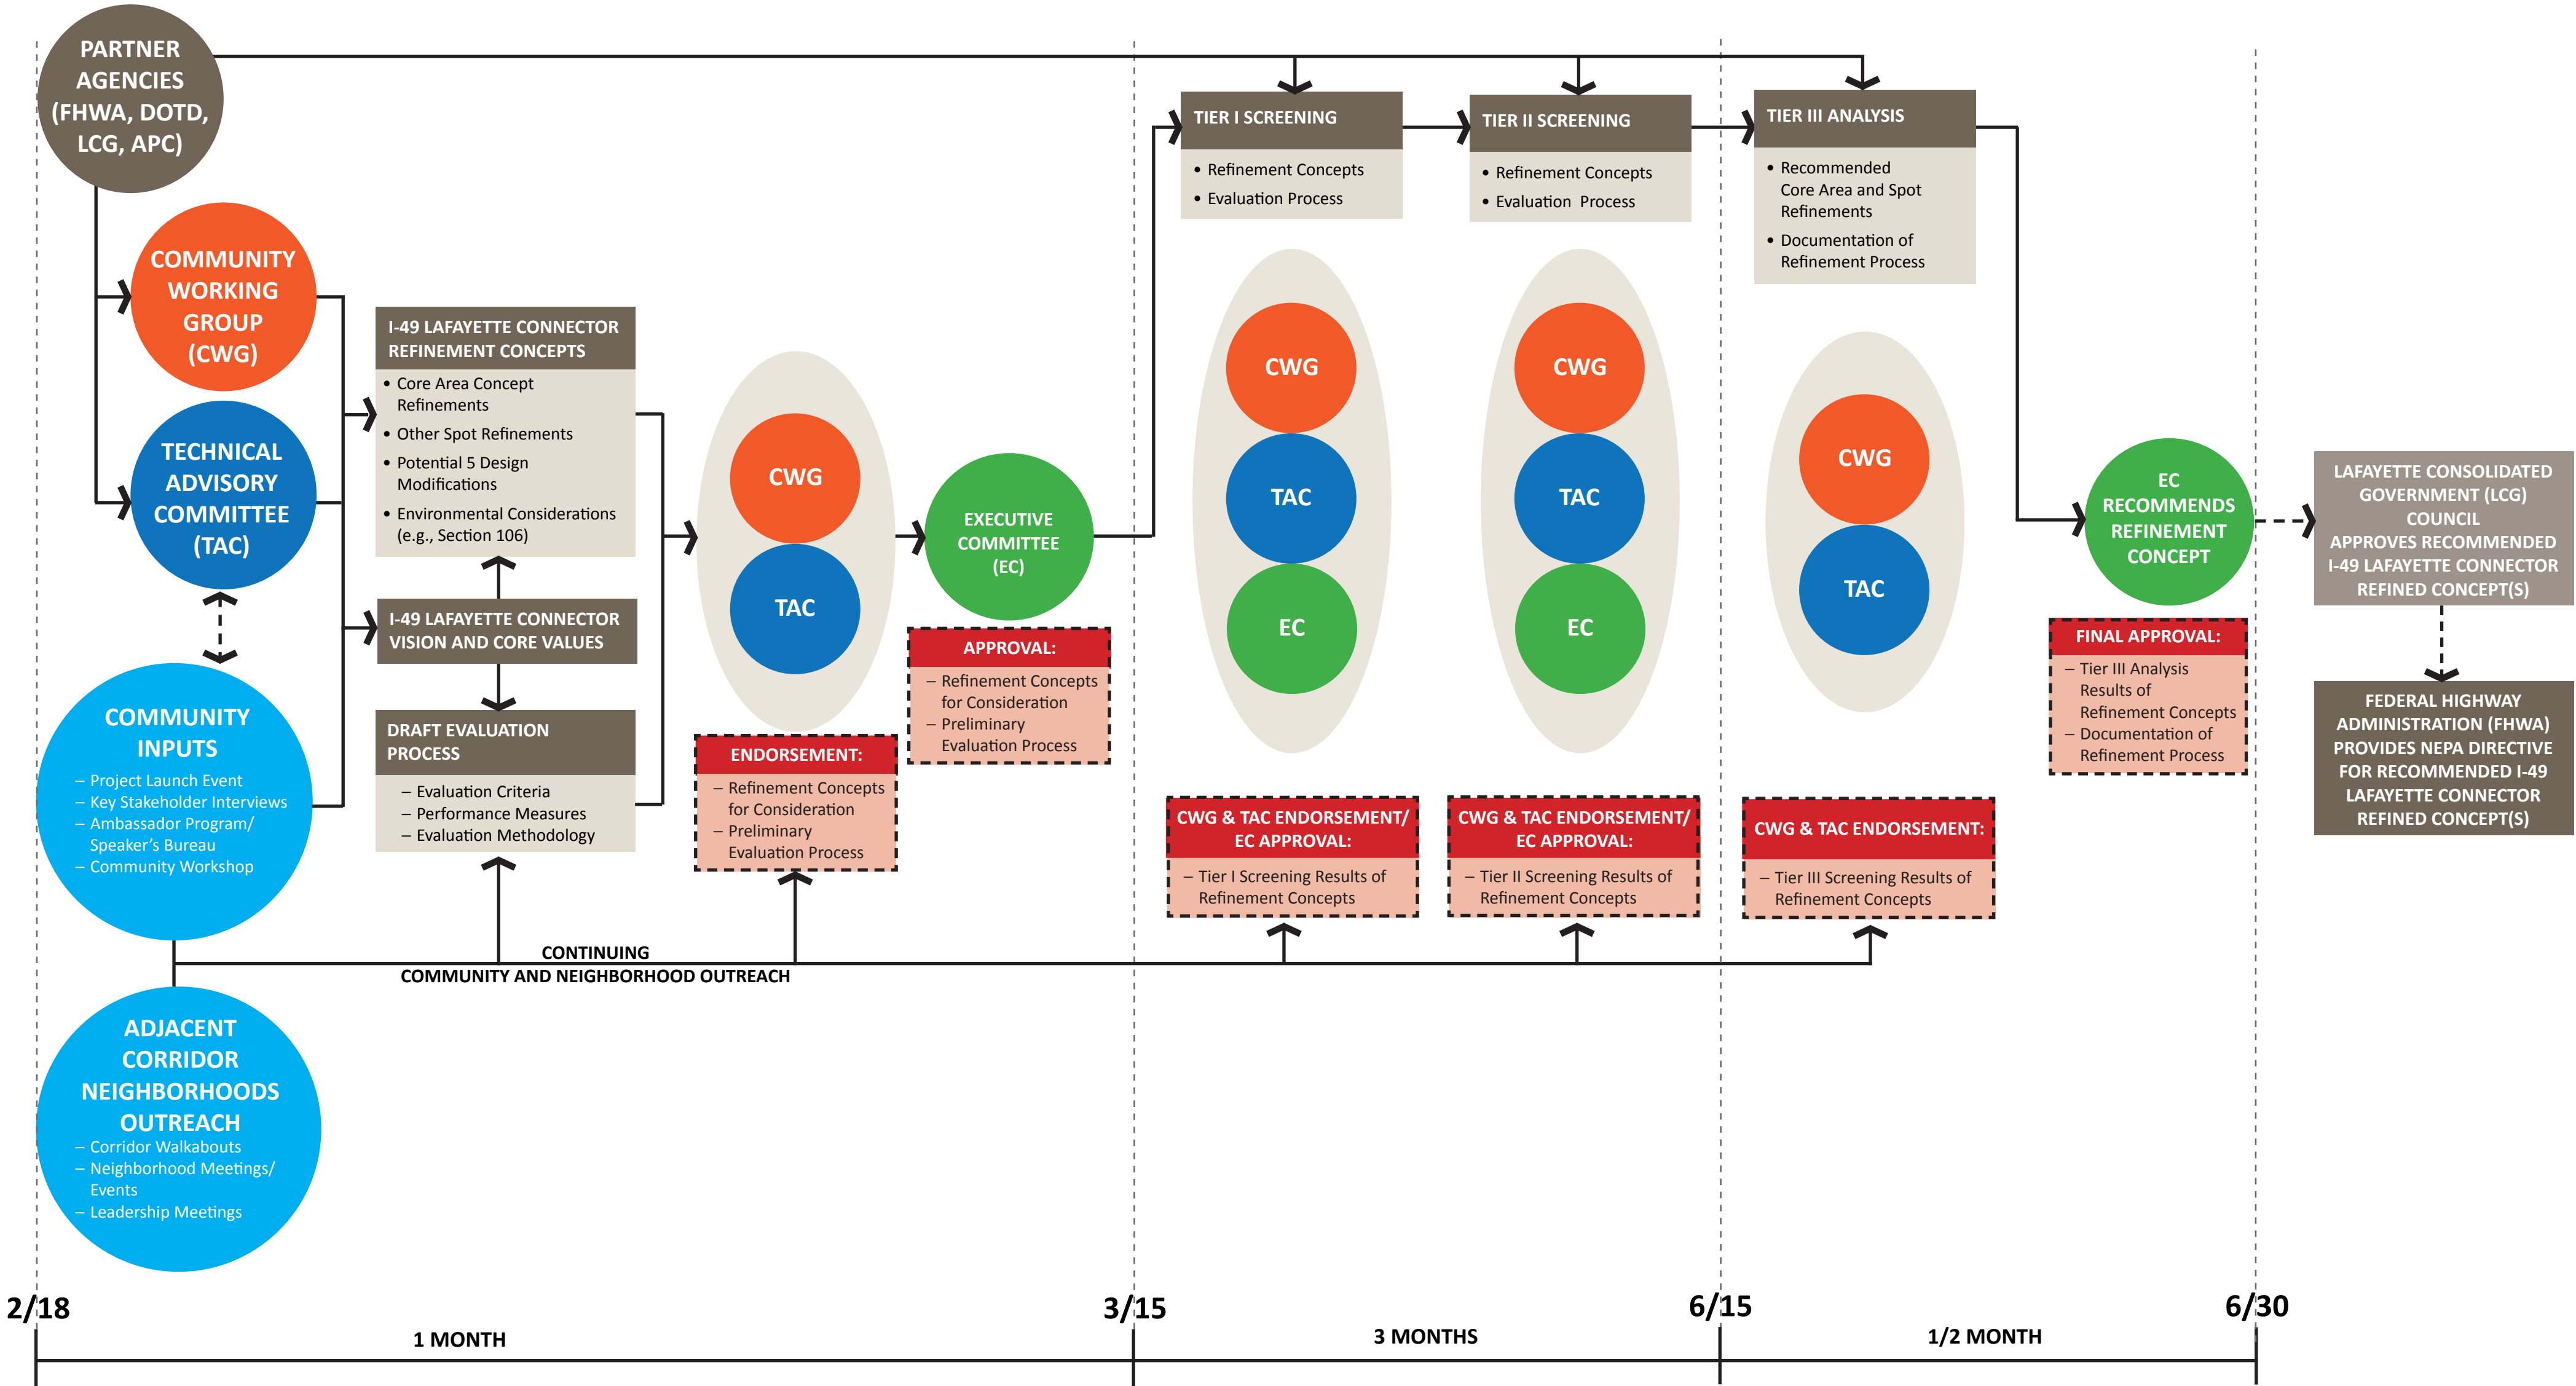 PARTNER
AGENCIES
(FHWA, DOTD,
LCG, APC)
COMMUNITY
WORKING
GROUP
(CWG)
TECHNICAL
ADVISORY
COMMITTEE
(TAC)
COMMUNITY
INPUTS
– Project Launch Event
– Key Stakeholder Interviews
– Ambassador Program/
Speaker's Bureau
– Community Workshop
ADJACENT
CORRIDOR
NEIGHBORHOODS
OUTREACH
– Corridor Walkabouts
– Neighborhood Meetings/
Events
– Leadership Meetings
I-49 LAFAYETTE CONNECTOR
REFINEMENT CONCEPTS
• Core Area Concept
Refinements
• Other Spot Refinements
• Potential 5 Design
Modifications
• Environmental Considerations
(e.g., Section 106)
I-49 LAFAYETTE CONNECTOR
VISION AND CORE VALUES
DRAFT EVALUATION
PROCESS
– Evaluation Criteria
– Performance Measures
– Evaluation Methodology
CONTINUING
COMMUNITY AND NEIGHBORHOOD OUTREACH
CWG
TAC
ENDORSEMENT:
– Refinement Concepts
for Consideration
– Preliminary
Evaluation Process
EXECUTIVE
COMMITTEE
(EC)
APPROVAL:
– Refinement Concepts
for Consideration
– Preliminary
Evaluation Process
TIER I SCREENING
• Refinement Concepts
• Evaluation Process
CWG
TAC
EC
CWG & TAC ENDORSEMENT/
EC APPROVAL:
– Tier I Screening Results of
Refinement Concepts
TIER II SCREENING
• Refinement Concepts
• Evaluation Process
CWG
TAC
EC
CWG & TAC ENDORSEMENT/
EC APPROVAL:
– Tier II Screening Results of
Refinement Concepts
TIER III ANALYSIS
• Recommended
Core Area and Spot
Refinements
• Documentation of
Refinement Process
CWG
TAC
CWG & TAC ENDORSEMENT:
– Tier III Screening Results of
Refinement Concepts
EC
RECOMMENDS
REFINEMENT
CONCEPT
FINAL APPROVAL:
– Tier III Analysis
Results of
Refinement Concepts
– Documentation of
Refinement Process
LAFAYETTE CONSOLIDATED
GOVERNMENT (LCG)
COUNCIL
APPROVES RECOMMENDED
I-49 LAFAYETTE CONNECTOR
REFINED CONCEPT(S)
FEDERAL HIGHWAY
ADMINISTRATION (FHWA)
PROVIDES NEPA DIRECTIVE
FOR RECOMMENDED I-49
LAFAYETTE CONNECTOR
REFINED CONCEPT(S)
2/18
3/15
6/15
6/30
1 MONTH
3 MONTHS
1/2 MONTH